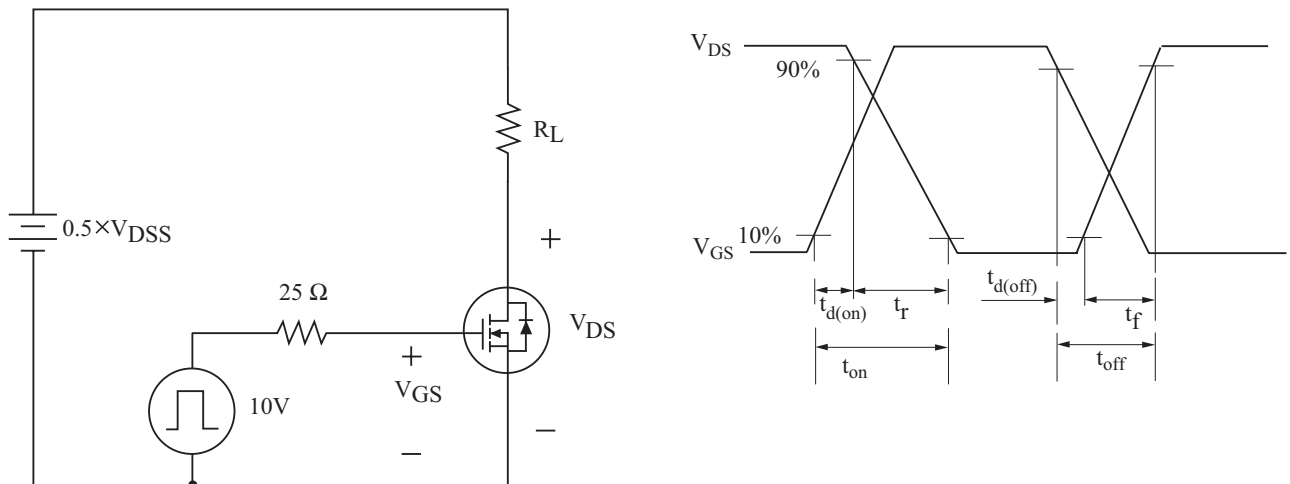 R_L
0.5×V_DSS
+
25 Ω
V_DS
+
V_GS
10V
−
−
V_DS
90%
V_GS
10%
t_d(on)
t_r
t_d(off)
t_f
t_on
t_off